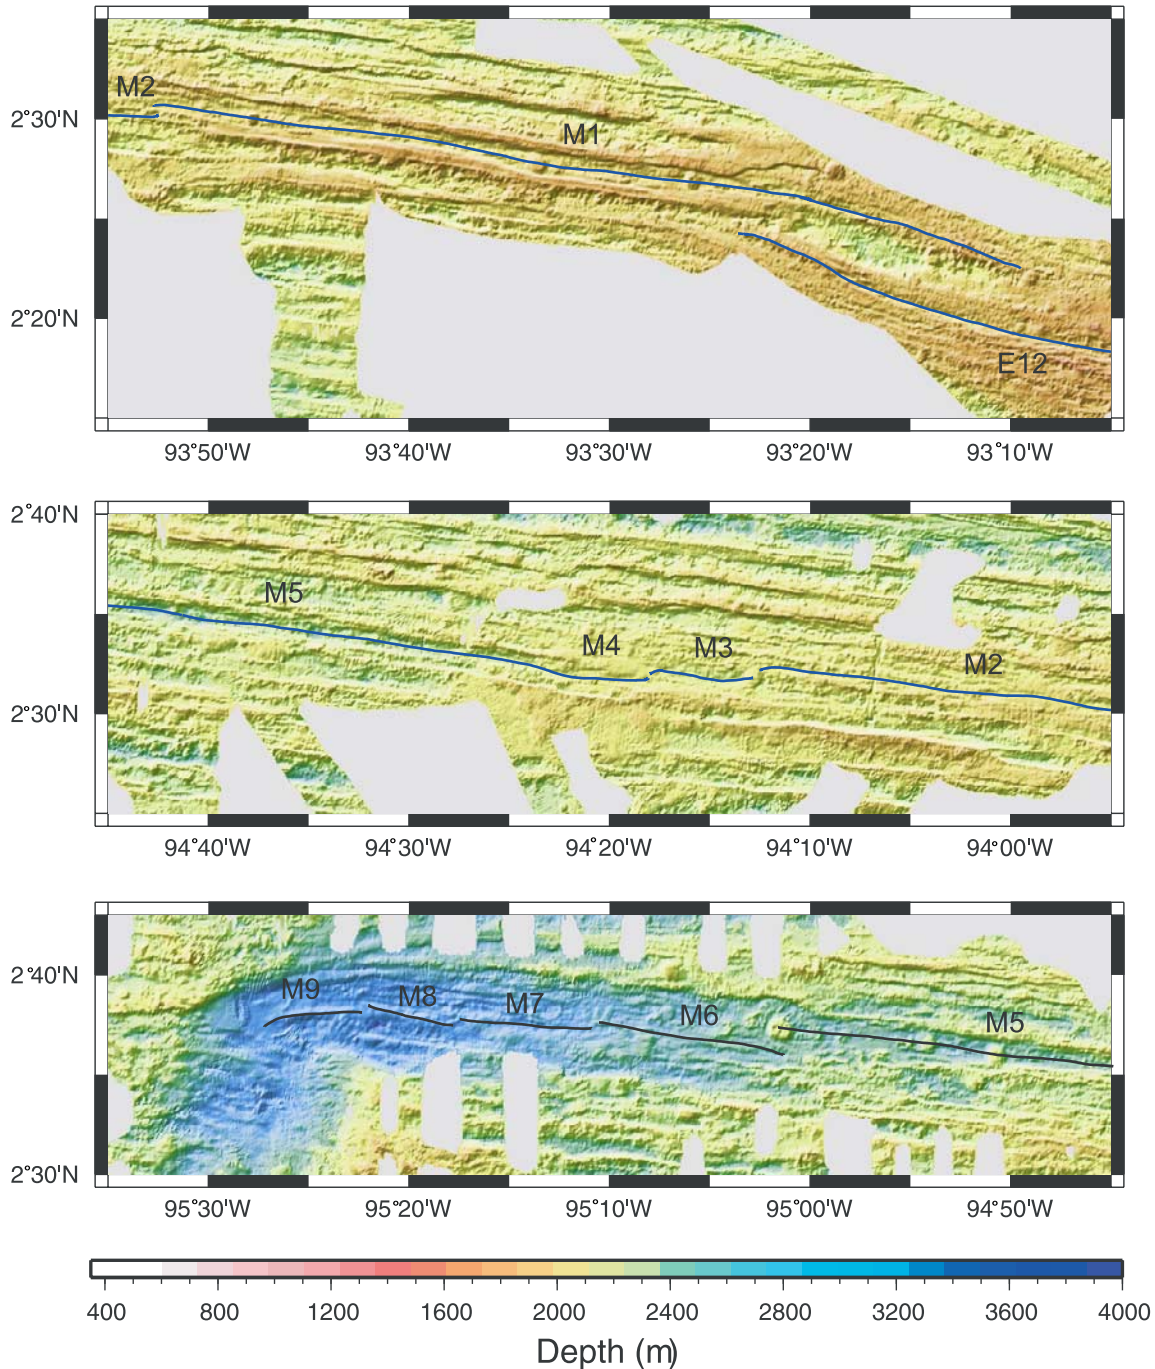 M2
2°30'N
M1
2°20'N
E12
93°50'W 93°40'W 93°30'W 93°20'W 93°10'W
2°40'N
M5
M4 M3
M2
2°30'N
94°40'W 94°30'W 94°20'W 94°10'W 94°00'W
2°40'N
M9 M8 M7 M6 M5
2°30'N
95°30'W 95°20'W 95°10'W 95°00'W 94°50'W
400 800 1200 1600 2000 2400 2800 3200 3600 4000
Depth (m)